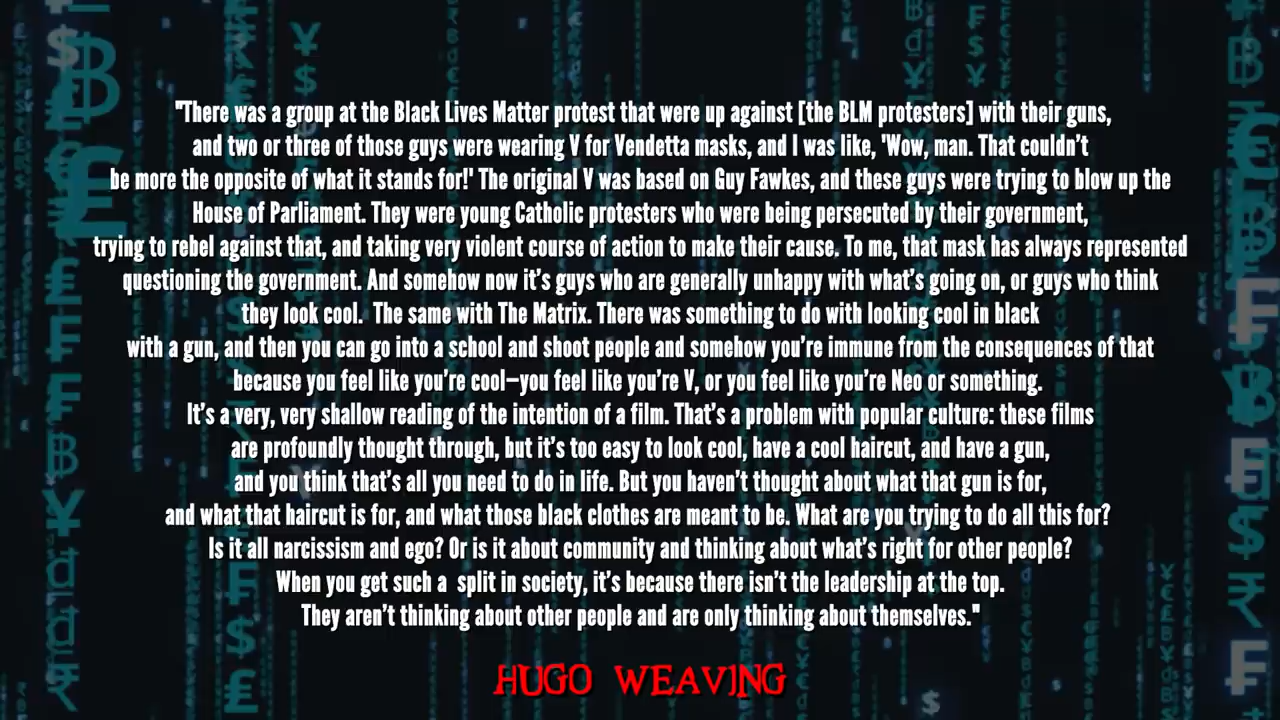 "There was a group at the Black Lives Matter protest that were up against [the BLM protesters] with their guns,
and two or three of those guys were wearing V for Vendetta masks, and I was like, 'Wow, man. That couldn't
be more the opposite of what it stands for!' The original V was based on Guy Fawkes, and these guys were trying to blow up the
House of Parliament. They were young Catholic protesters who were being persecuted by their government,
trying to rebel against that, and taking very violent course of action to make their cause. To me, that mask has always represented
questioning the government. And somehow now it's guys who are generally unhappy with what's going on, or guys who think
they look cool.  The same with The Matrix. There was something to do with looking cool in black
with a gun, and then you can go into a school and shoot people and somehow you're immune from the consequences of that
because you feel like you're cool—you feel like you're V, or you feel like you're Neo or something.
It's a very, very shallow reading of the intention of a film. That's a problem with popular culture: these films
are profoundly thought through, but it's too easy to look cool, have a cool haircut, and have a gun,
and you think that's all you need to do in life. But you haven't thought about what that gun is for,
and what that haircut is for, and what those black clothes are meant to be. What are you trying to do all this for?
Is it all narcissism and ego? Or is it about community and thinking about what's right for other people?
When you get such a  split in society, it's because there isn't the leadership at the top.
They aren't thinking about other people and are only thinking about themselves."
HUGO WEAVING